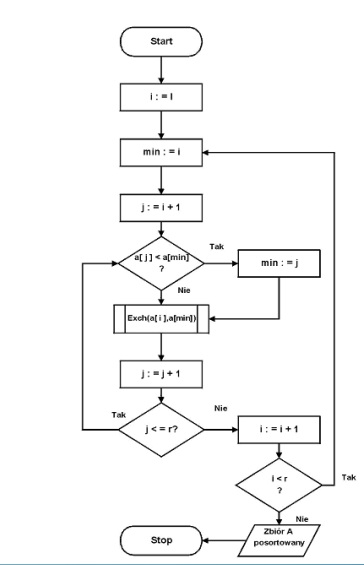 Start
i : = l
min : = i
j : = i + 1
a[ j ] < a[min]
?
Tak
min : = j
Nie
Exch(a[ i ],a[min])
j : = j + 1
j < = r?
Tak
Nie
i : = i + 1
i < r
?
Tak
Nie
Zbiór A
posortowany
Stop